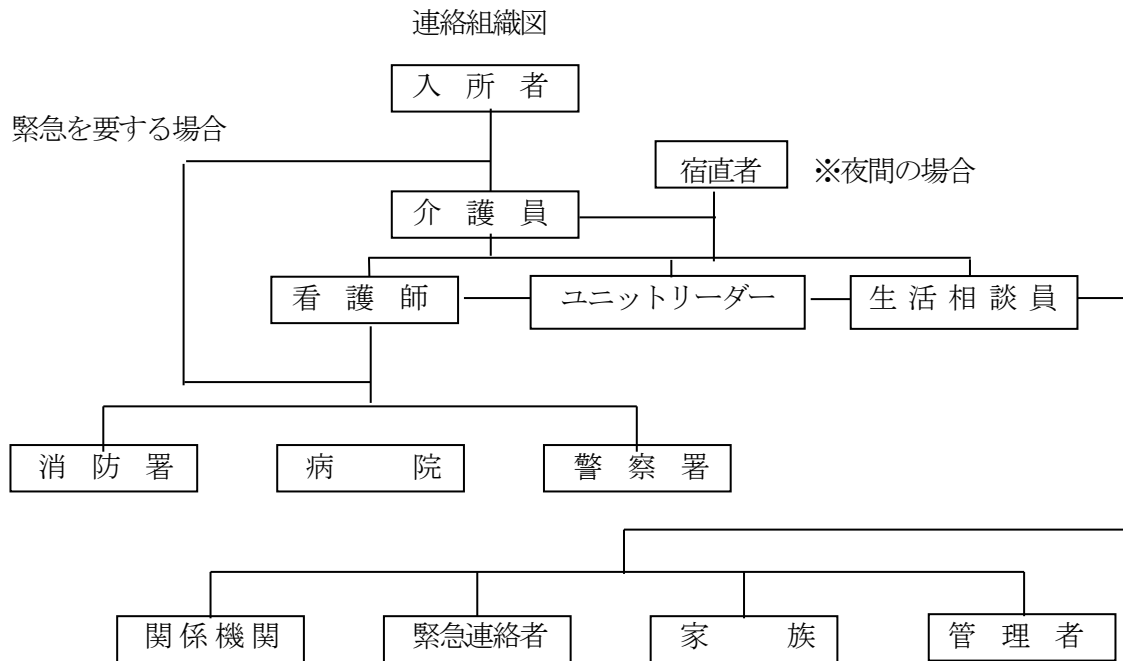 連絡組織図
入所者
緊急を要する場合
宿直者 ※夜間の場合
介護員
看護師 ユニットリーダー 生活相談員
消防署 病院 警察署
関係機関 緊急連絡者 家族 管理者